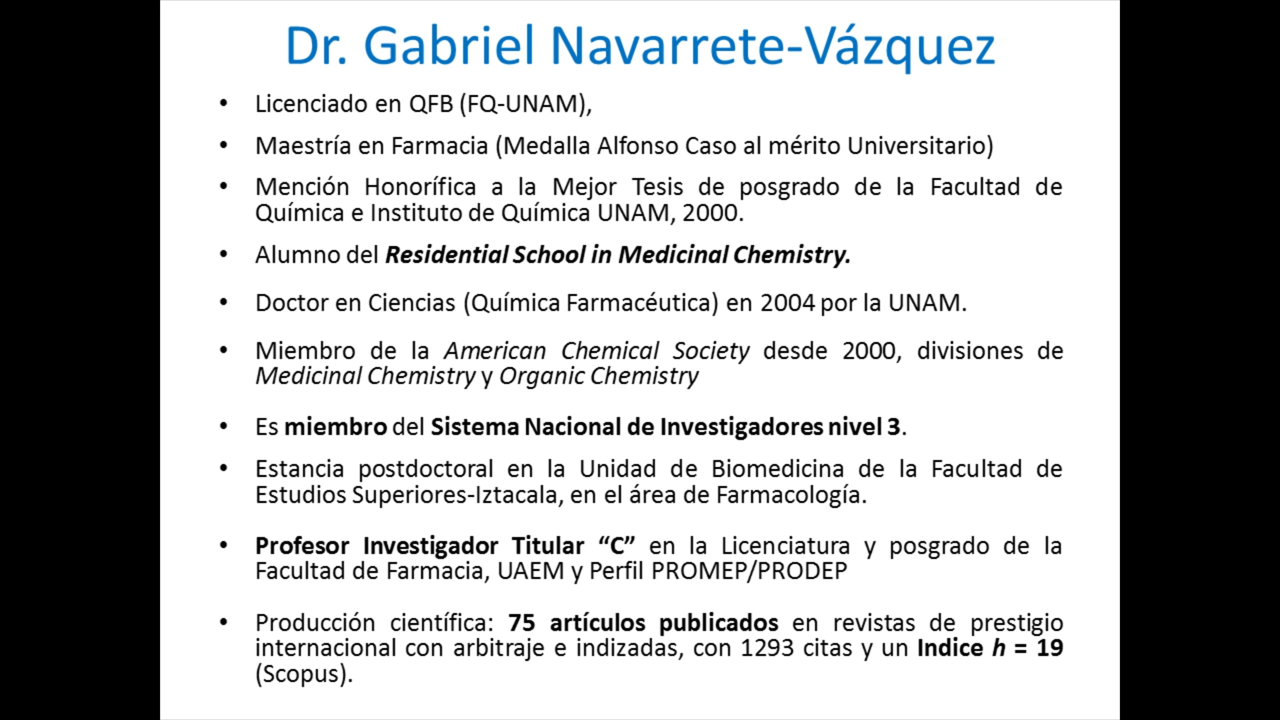 Dr. Gabriel Navarrete-Vázquez
• Licenciado en QFB (FQ-UNAM),
• Maestría en Farmacia (Medalla Alfonso Caso al mérito Universitario)
• Mención Honorífica a la Mejor Tesis de posgrado de la Facultad de
Química e Instituto de Química UNAM, 2000.
• Alumno del Residential School in Medicinal Chemistry.
• Doctor en Ciencias (Química Farmacéutica) en 2004 por la UNAM.
• Miembro de la American Chemical Society desde 2000, divisiones de
Medicinal Chemistry y Organic Chemistry
• Es miembro del Sistema Nacional de Investigadores nivel 3.
• Estancia postdoctoral en la Unidad de Biomedicina de la Facultad de
Estudios Superiores-Iztacala, en el área de Farmacología.
• Profesor Investigador Titular “C” en la Licenciatura y posgrado de la
Facultad de Farmacia, UAEM y Perfil PROMEP/PRODEP
• Producción científica: 75 artículos publicados en revistas de prestigio
internacional con arbitraje e indizadas, con 1293 citas y un Indice h = 19
(Scopus).